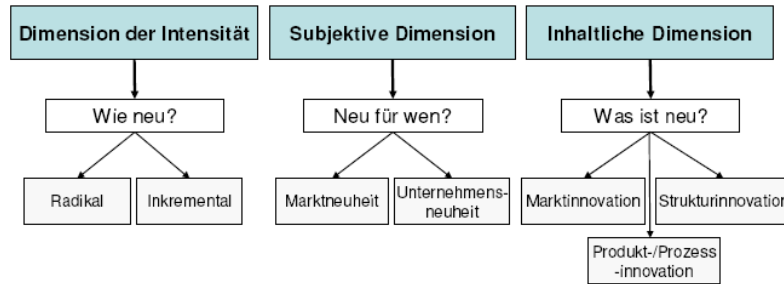 Dimension der Intensität
Subjektive Dimension
Inhaltliche Dimension
Wie neu?
Neu für wen?
Was ist neu?
Radikal
Inkremental
Marktneuheit
Unternehmens-
neuheit
Marktinnovation
Strukturinnovation
Produkt-/Prozess
-innovation